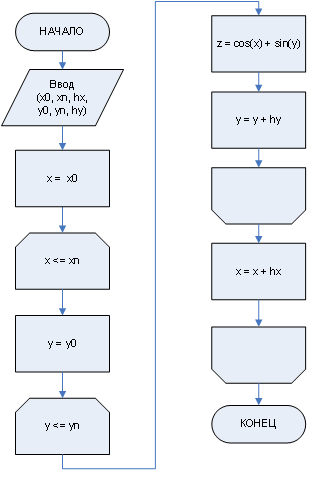 НАЧАЛО
Ввод
(x0, xn, hx,
y0, yn, hy)
x = x0
x <= xn
y = y0
y <= yn
z = cos(x) + sin(y)
y = y + hy
x = x + hx
КОНЕЦ